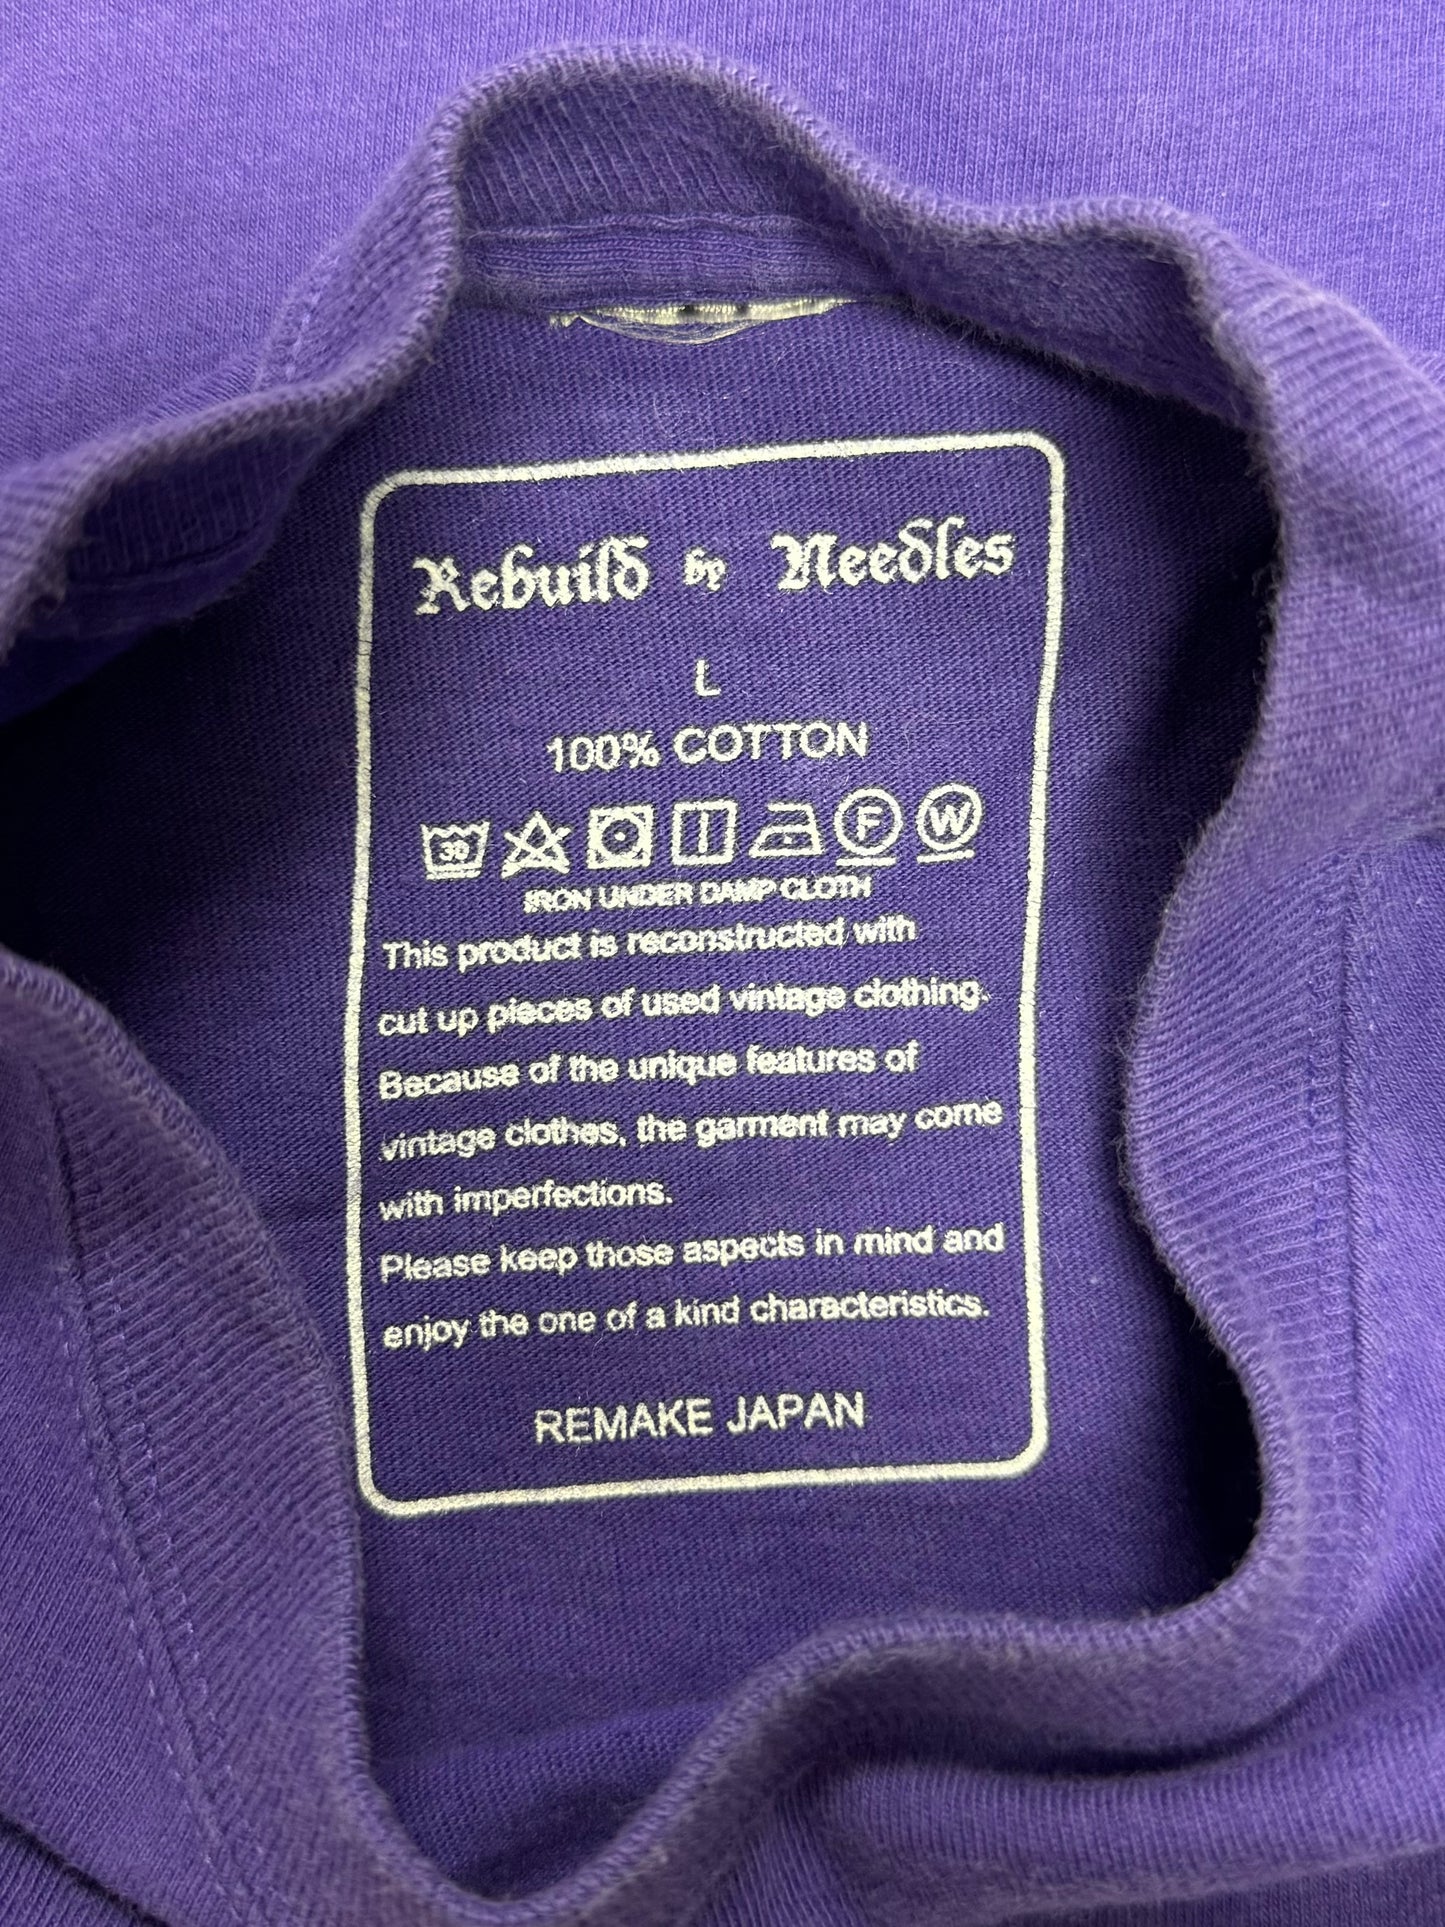 Rebuild by Needles
L
100% COTTON
30 F W
IRON UNDER DAMP CLOTH
This product is reconstructed with
cut up pieces of used vintage clothing.
Because of the unique features of
vintage clothes, the garment may come
with imperfections.
Please keep those aspects in mind and
enjoy the one of a kind characteristics.
REMAKE JAPAN